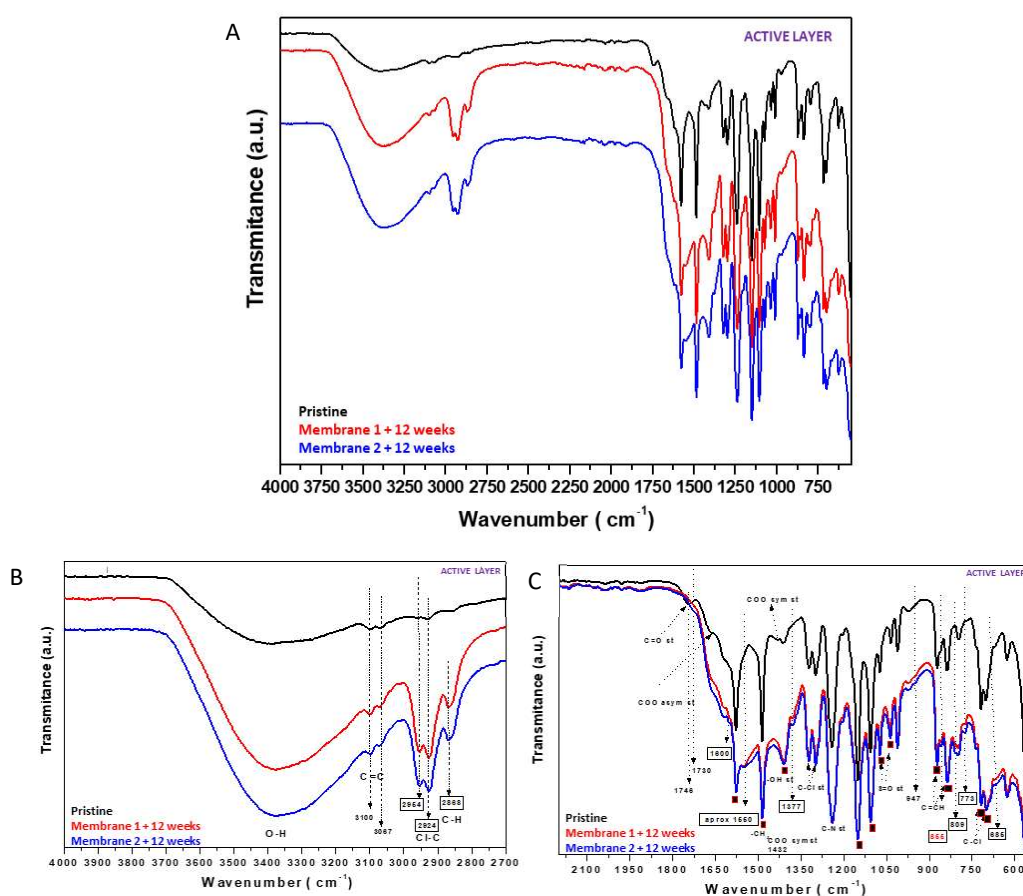 A
ACTIVE LAYER
Transmitance (a.u.)
Pristine
Membrane 1 + 12 weeks
Membrane 2 + 12 weeks
4000 3750 3500 3250 3000 2750 2500 2250 2000 1750 1500 1250 1000 750
Wavenumber ( cm-1)
B
ACTIVE LAYER
Transmitance (a.u.)
C=C
3100
3067
2954
2924
2868
C-H
Cl-C
O-H
Pristine
Membrane 1 + 12 weeks
Membrane 2 + 12 weeks
4000 3900 3800 3700 3600 3500 3400 3300 3200 3100 3000 2900 2800 2700
Wavenumber (cm-1)
C
ACTIVE LAYER
Transmitance (a.u.)
COO sym st
C=O st
COO asym st
1600
1730
1746
aprox 1550
-CH
COO sym st
1432
-OH st
1377
C-Cl st
C-N st
S=O st
947
C=CH
809
773
C-Cl
685
Pristine
Membrane 1 + 12 weeks
Membrane 2 + 12 weeks
2100 1950 1800 1650 1500 1350 1200 1050 900 750 600
Wavenumber (cm-1)